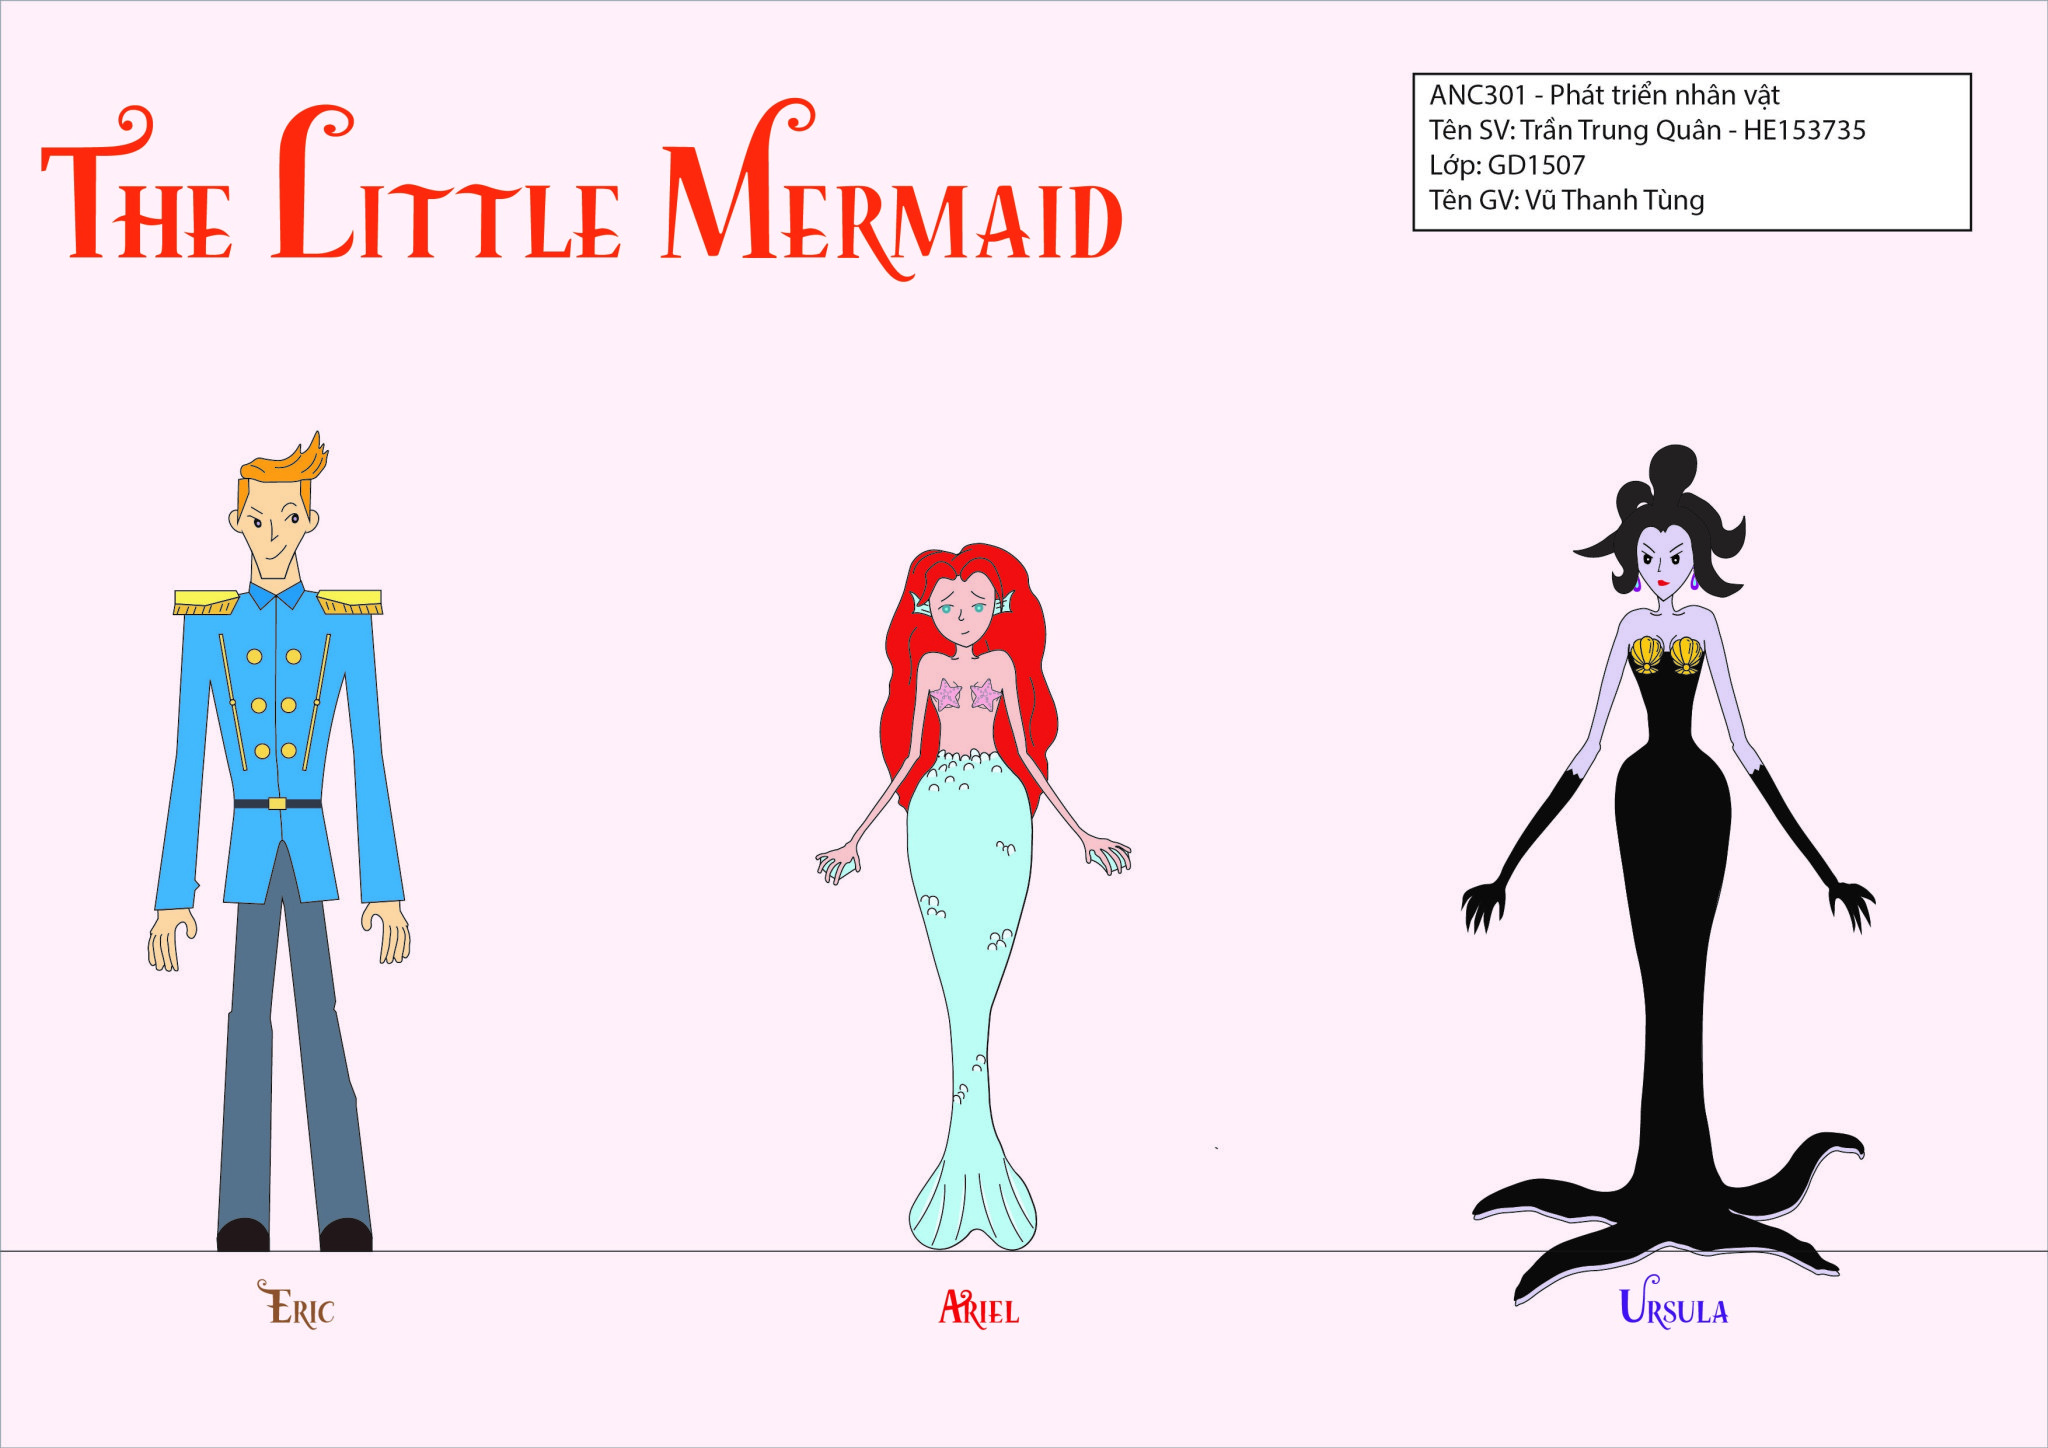 THE LITTLE MERMAID
ANC301 - Phát triển nhân vật
Tên SV: Trần Trung Quân - HE153735
Lớp: GD1507
Tên GV: Vũ Thanh Tùng
ERIC
ARIEL
URSULA